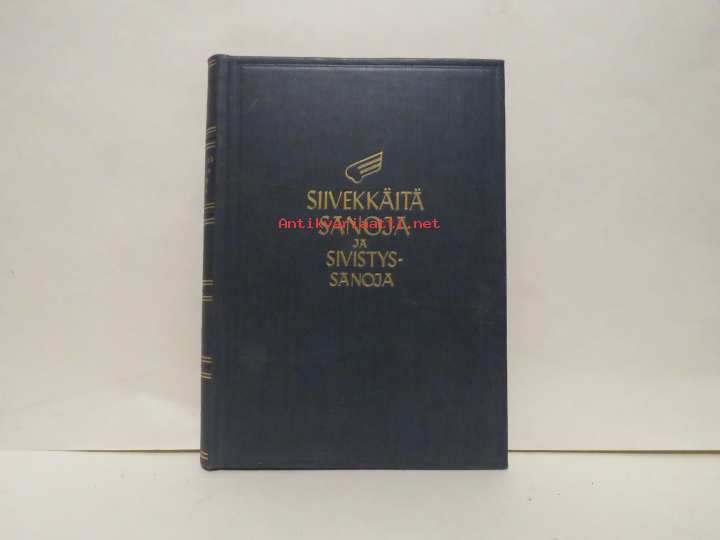 SIIVEKKÄITÄ
SANOJA
Antikvariaatti.net
JA
SIVISTYS-
SANOJA